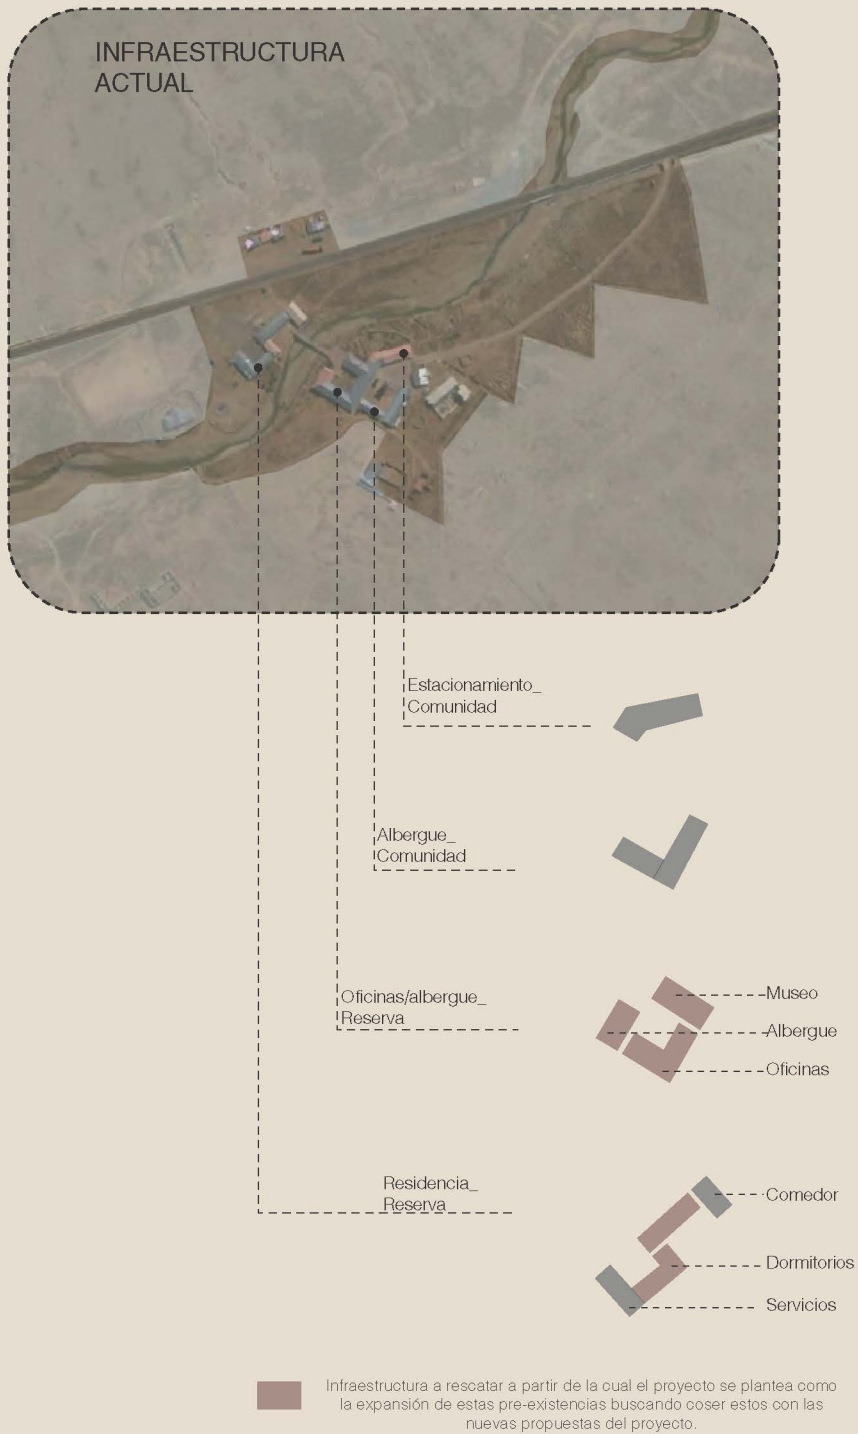 INFRAESTRUCTURA
ACTUAL
Estacionamiento_
Comunidad
Albergue_
Comunidad
Oficinas/albergue_
Reserva
Museo
Albergue
Oficinas
Residencia_
Reserva
Comedor
Dormitorios
Servicios
Infraestructura a rescatar a partir de la cual el proyecto se plantea como
la expansión de estas pre-existencias buscando coser estos con las
nuevas propuestas del proyecto.